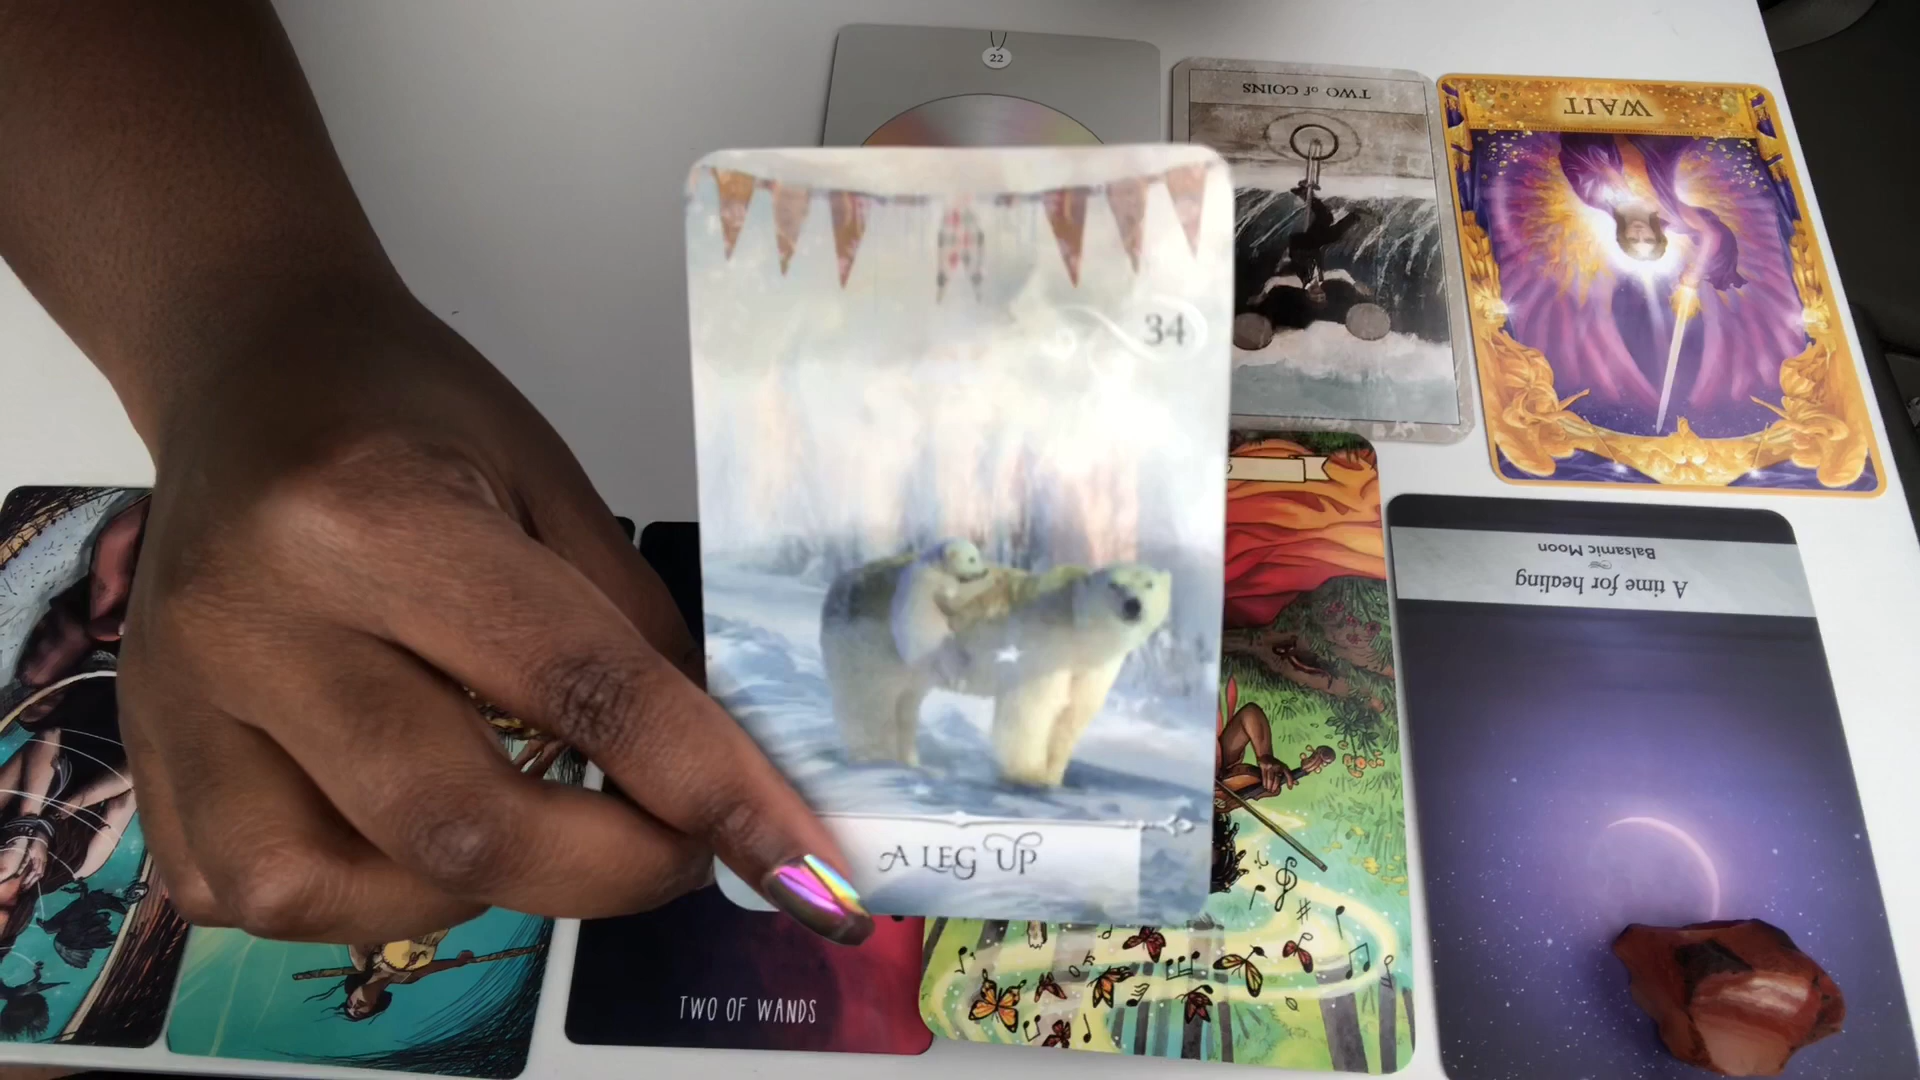 22
TWO of COINS
WAIT
34
A LEG UP
Balsamic Moon
A time for healing
TWO OF WANDS